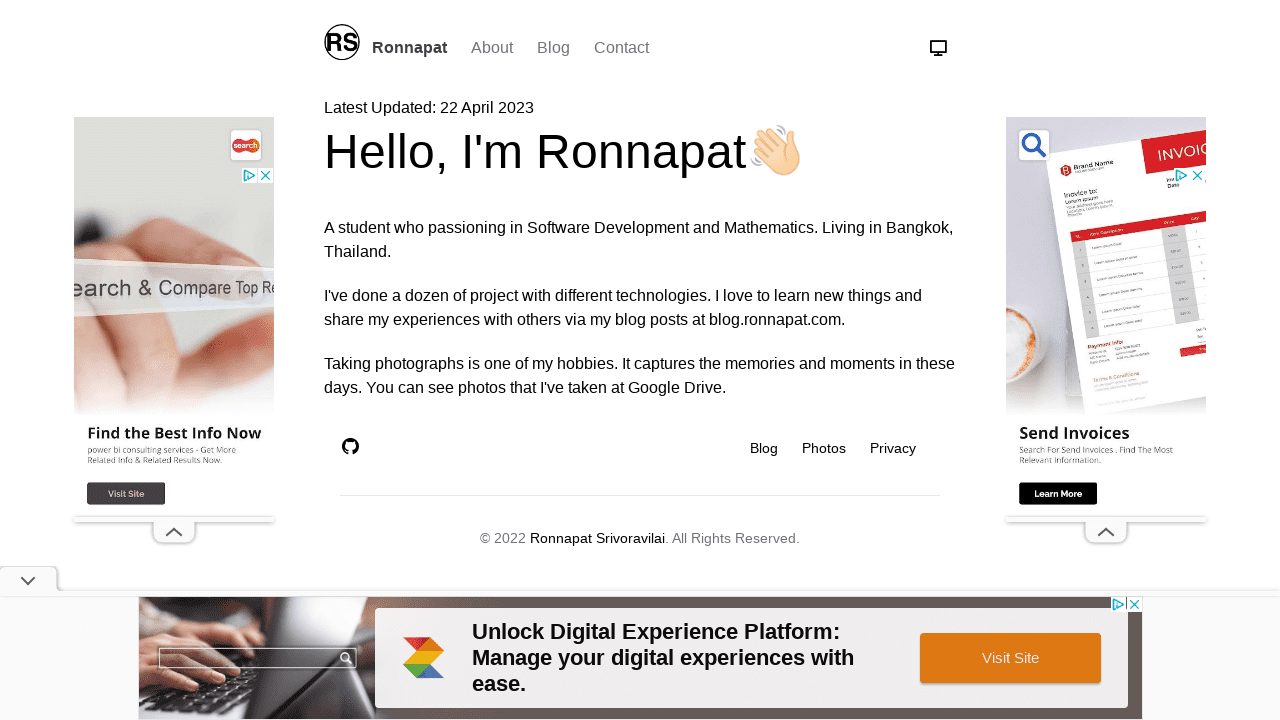 RS Ronnapat About Blog Contact
Latest Updated: 22 April 2023
Hello, I'm Ronnapat
A student who passioning in Software Development and Mathematics. Living in Bangkok,
Thailand.
I've done a dozen of project with different technologies. I love to learn new things and
share my experiences with others via my blog posts at blog.ronnapat.com.
Taking photographs is one of my hobbies. It captures the memories and moments in these
days. You can see photos that I've taken at Google Drive.
Blog Photos Privacy
© 2022 Ronnapat Srivoravilai. All Rights Reserved.
search
earch & Compare Top Re
Find the Best Info Now
power bi consulting services - Get More
Related Info & Related Results Now.
Visit Site
Brand Name
INVOICE
Invoice to:
Payment Info:
Terms & Conditions
Send Invoices
Search For Send Invoices . Find The Most
Relevant Information.
Learn More
Unlock Digital Experience Platform:
Manage your digital experiences with
ease.
Visit Site